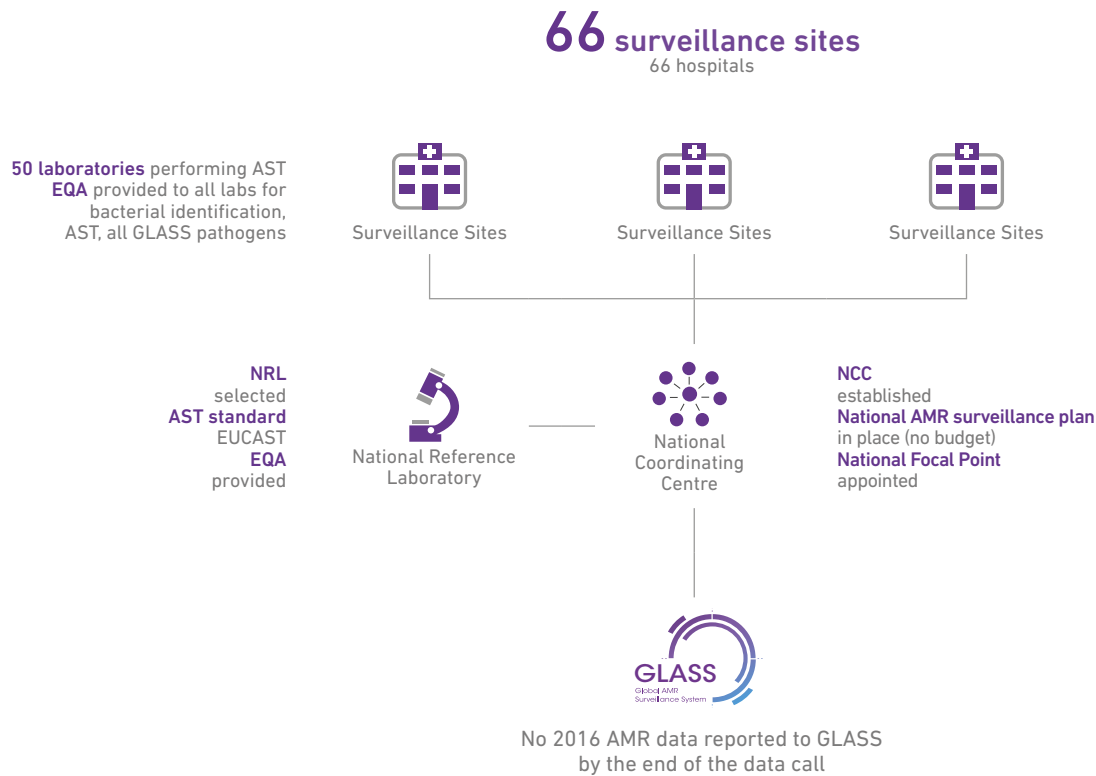 66 surveillance sites
66 hospitals
50 laboratories performing AST
EQA provided to all labs for
bacterial identification,
AST, all GLASS pathogens
Surveillance Sites
Surveillance Sites
Surveillance Sites
NRL
selected
AST standard
EUCAST
EQA
provided
National Reference
Laboratory
National
Coordinating
Centre
NCC
established
National AMR surveillance plan
in place (no budget)
National Focal Point
appointed
GLASS
Global AMR
Surveillance System
No 2016 AMR data reported to GLASS
by the end of the data call